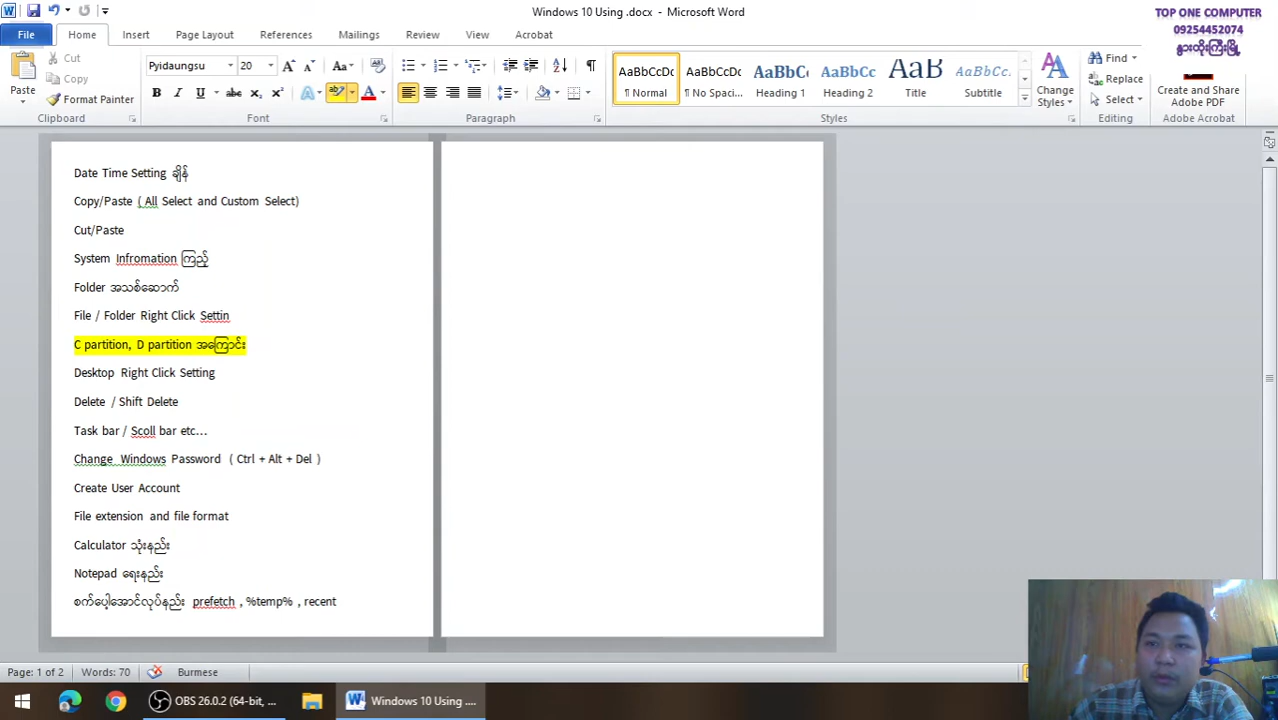 Windows 10 Using .docx - Microsoft Word
TOP ONE COMPUTER
09254452074
နွားထိုးကြီးမြို့
File Home Insert Page Layout References Mailings Review View Developer Acrobat
Cut
Copy
Format Painter
Paste
Clipboard
Pyidaungsu 20
Font
Paragraph
AaBbCcDc AaBbCcDc AaBbCc AaBbCc AaB AaBbCc.
¶ Normal ¶ No Spaci... Heading 1 Heading 2 Title Subtitle
Change Styles
Styles
Find
Replace
Select
Editing
Create and Share Adobe PDF
Adobe Acrobat
Date Time Setting ချိန်
Copy/Paste ( All Select and Custom Select)
Cut/Paste
System Infromation ကြည့်
Folder အသစ်ဆောက်
File / Folder Right Click Settin
C partition, D partition အကြောင်း
Desktop Right Click Setting
Delete / Shift Delete
Task bar / Scoll bar etc…
Change Windows Password ( Ctrl + Alt + Del )
Create User Account
File extension and file format
Calculator သုံးနည်း
Notepad ရေးနည်း
စက်ပေါ့အောင်လုပ်နည်း prefetch , %temp% , recent
Page: 1 of 2 Words: 70 Burmese
OBS 26.0.2 (64-bit, ...
Windows 10 Using ....